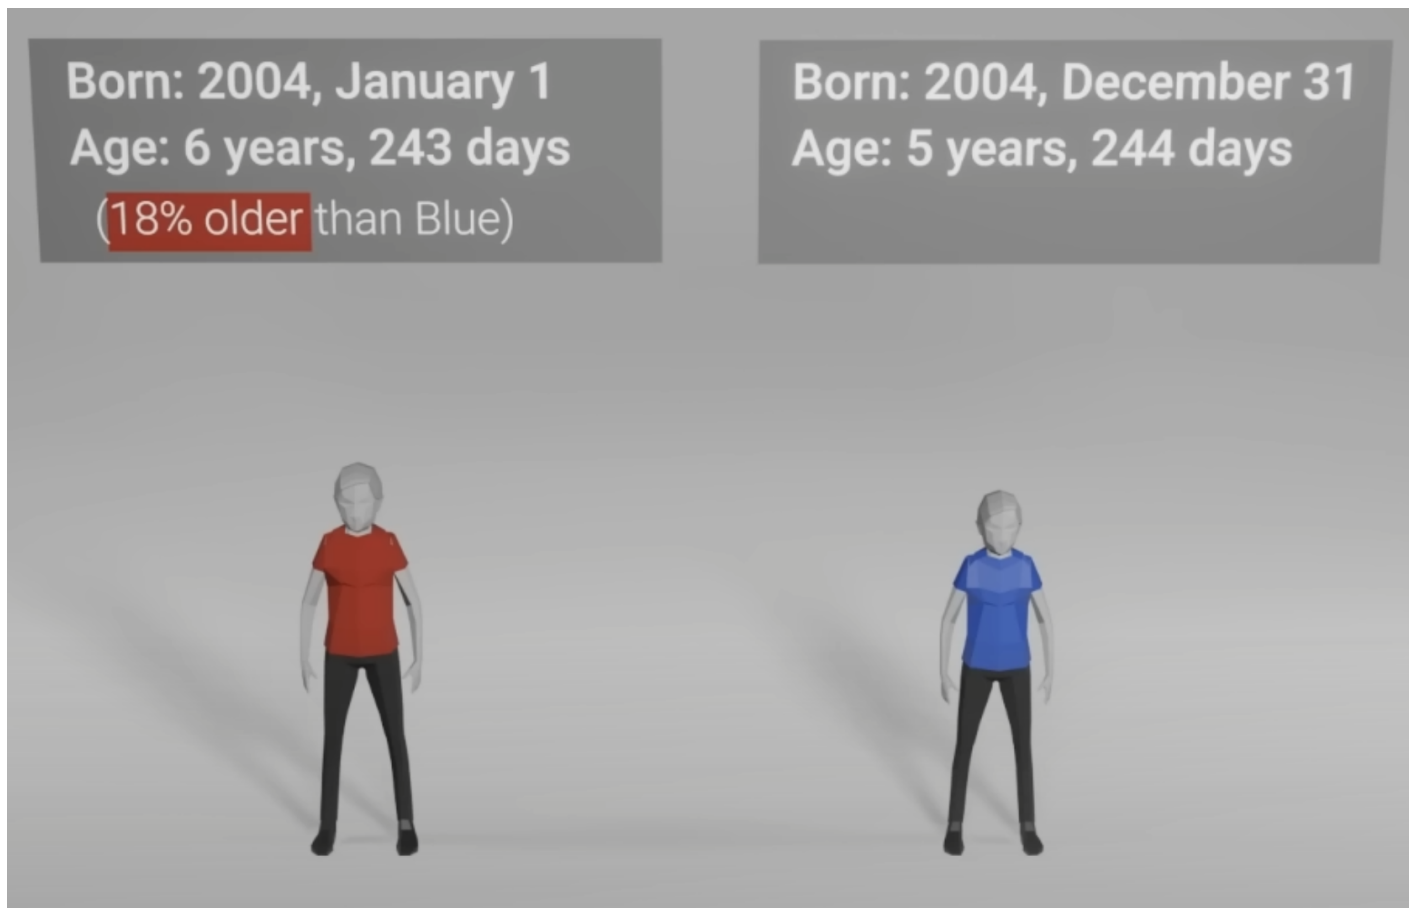 Born: 2004, January 1
Age: 6 years, 243 days
(18% older than Blue)
Born: 2004, December 31
Age: 5 years, 244 days